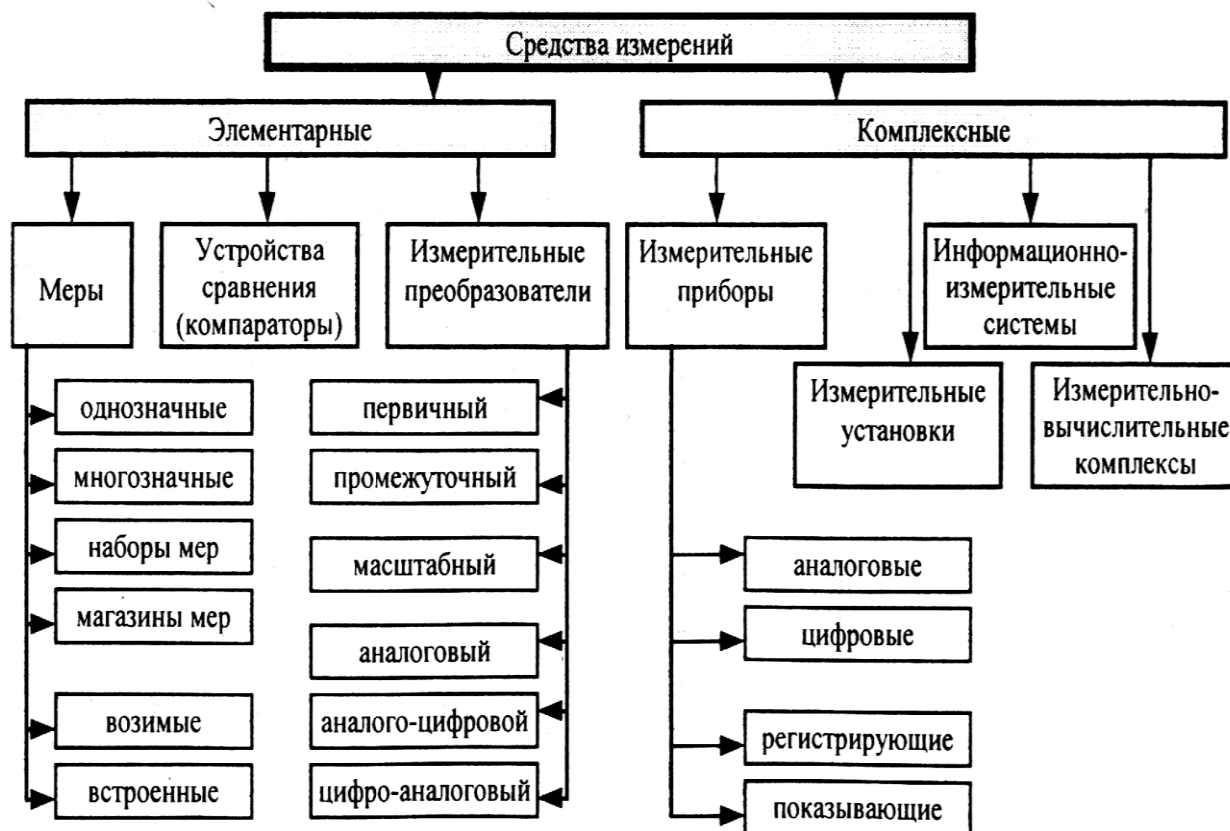 Средства измерений
Элементарные
Комплексные
Меры
Устройства
сравнения
(компараторы)
Измерительные
преобразователи
Измерительные
приборы
Информационно-
измерительные
системы
Измерительные
установки
Измерительно-
вычислительные
комплексы
однозначные
многозначные
наборы мер
магазины мер
возимые
встроенные
первичный
промежуточный
масштабный
аналоговый
аналого-цифровой
цифро-аналоговый
аналоговые
цифровые
регистрирующие
показывающие